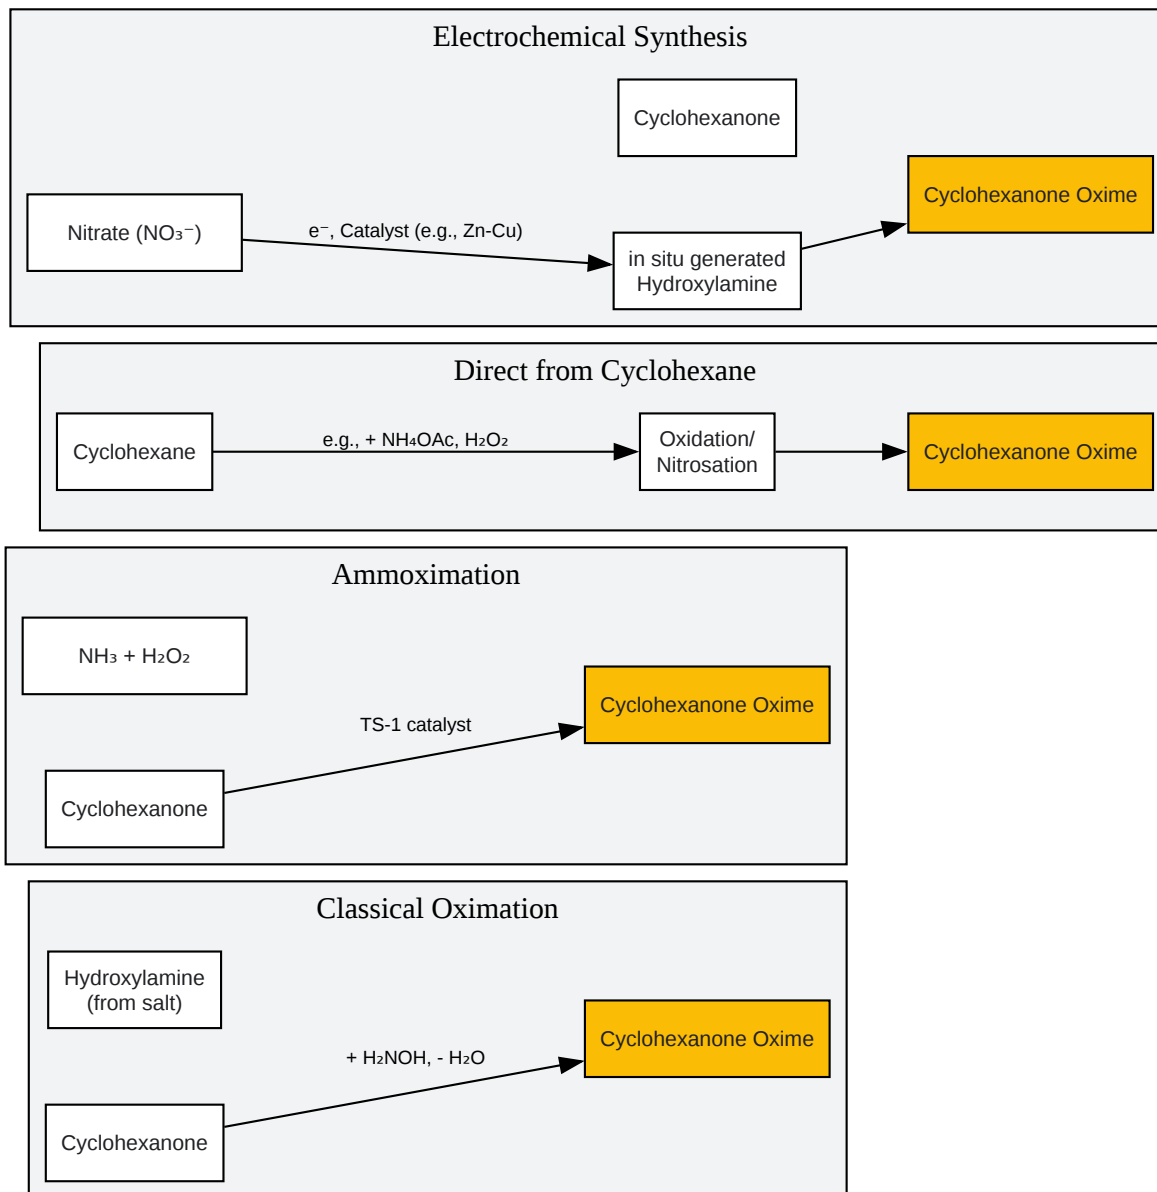 Electrochemical Synthesis
Cyclohexanone
Cyclohexanone Oxime
Nitrate (NO₃⁻)
e⁻, Catalyst (e.g., Zn-Cu)
in situ generated
Hydroxylamine
Direct from Cyclohexane
Cyclohexane
e.g., + NH₄OAc, H₂O₂
Oxidation/
Nitrosation
Cyclohexanone Oxime
Ammoximation
NH₃ + H₂O₂
TS-1 catalyst
Cyclohexanone Oxime
Cyclohexanone
Classical Oximation
Hydroxylamine
(from salt)
+ H₂NOH, - H₂O
Cyclohexanone Oxime
Cyclohexanone